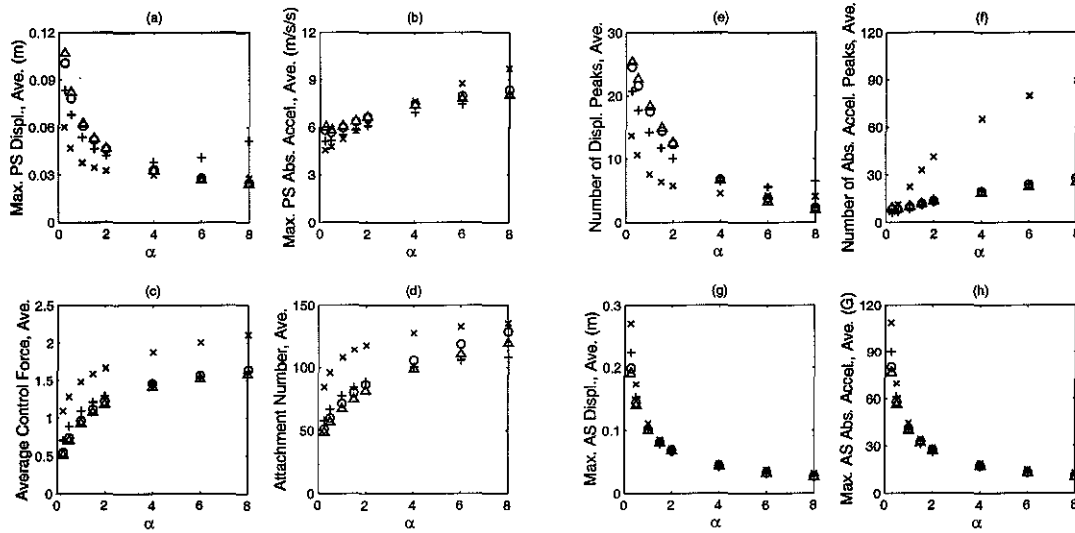 (a)
Max. PS Displ., Ave. (m)
0.12
0.09
0.06
0.03
0
0 2 4 6 8
α
(b)
Max. PS Abs. Accel., Ave. (m/s/s)
12
9
6
3
0
0 2 4 6 8
α
(e)
Number of Displ. Peaks, Ave.
30
25
20
15
10
5
0
0 2 4 6 8
α
(f)
Number of Abs. Accel. Peaks, Ave.
120
90
60
30
0
0 2 4 6 8
α
(c)
Average Control Force, Ave.
2.5
2
1.5
1
0.5
0
0 2 4 6 8
α
(d)
Attachment Number, Ave.
150
100
50
0
0 2 4 6 8
α
(g)
Max. AS Displ., Ave. (m)
0.3
0.2
0.1
0
0 2 4 6 8
α
(h)
Max. AS Abs. Accel., Ave. (G)
120
90
60
30
0
0 2 4 6 8
α